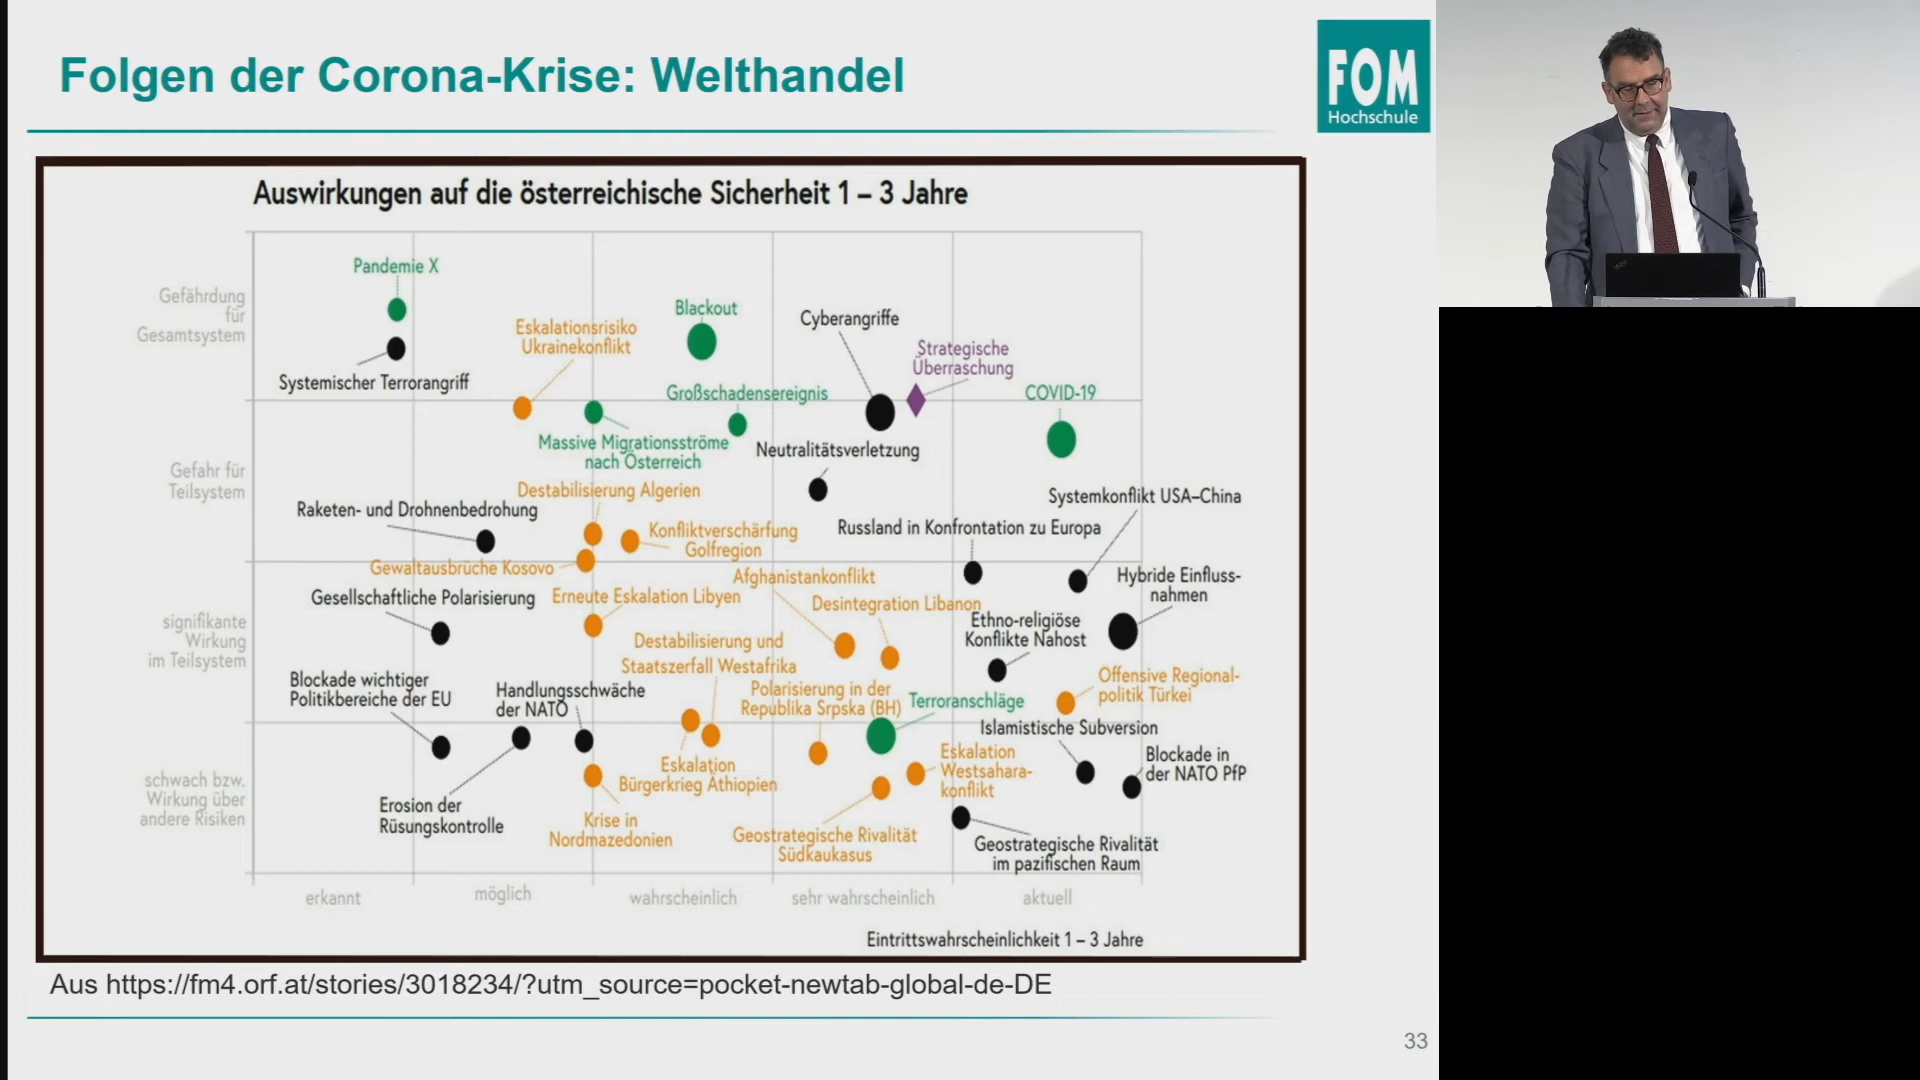 Folgen der Corona-Krise: Welthandel
FOM
Hochschule
Auswirkungen auf die österreichische Sicherheit 1 – 3 Jahre
Gefährdung
für
Gesamtsystem
Pandemie X
Systemischer Terrorangriff
Eskalationsrisiko
Ukrainekonflikt
Blackout
Cyberangriffe
Strategische
Überraschung
Großschadensereignis
COVID-19
Massive Migrationsströme
nach Österreich
Neutralitätsverletzung
Gefahr für
Teilsystem
Destabilisierung Algerien
Systemkonflikt USA–China
Raketen- und Drohnenbedrohung
Konfliktverschärfung
Golfregion
Russland in Konfrontation zu Europa
Gewaltausbrüche Kosovo
Afghanistankonflikt
Hybride Einfluss-
nahmen
Gesellschaftliche Polarisierung
Erneute Eskalation Libyen
Desintegration Libanon
signifikante
Wirkung
im Teilsystem
Ethno-religiöse
Konflikte Nahost
Destabilisierung und
Staatszerfall Westafrika
Blockade wichtiger
Politikbereiche der EU
Handlungsschwäche
der NATO
Polarisierung in der
Republika Srpska (BH)
Terroranschläge
Offensive Regional-
politik Türkei
Islamistische Subversion
Blockade in
der NATO PfP
schwach bzw.
Wirkung über
andere Risiken
Eskalation
Bürgerkrieg Äthiopien
Eskalation
Westsahara-
konflikt
Erosion der
Rüsungskontrolle
Krise in
Nordmazedonien
Geostrategische Rivalität
Südkaukasus
Geostrategische Rivalität
im pazifischen Raum
erkannt
möglich
wahrscheinlich
sehr wahrscheinlich
aktuell
Eintrittswahrscheinlichkeit 1 – 3 Jahre
Aus https://fm4.orf.at/stories/3018234/?utm_source=pocket-newtab-global-de-DE
33